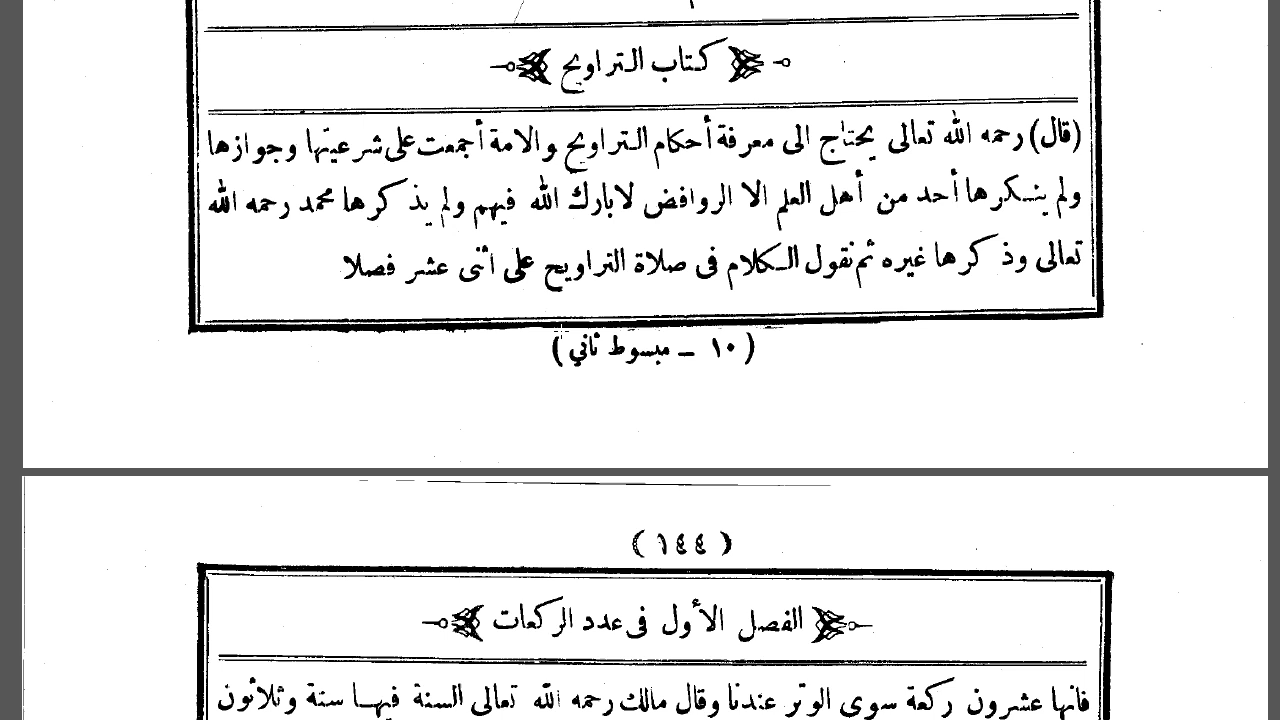 كتاب التراويح
(قال) رحمه الله تعالى يحتاج الى معرفة أحكام التراويح والامة أجمعت على شرعيتها وجوازها
ولم ينكرها أحد من أهل العلم الا الروافض لابارك الله فيهم ولم يذكرها محمد رحمه الله
تعالى وذكرها غيره ثم نقول الكلام فى صلاة التراويح على اثنى عشر فصلا
(١٠ ــ مبسوط ثاني)
(١٤٤)
الفصل الأول فى عدد الركعات
فانها عشرون ركعة سوى الوتر عندنا وقال مالك رحمه الله تعالى السنة فيها ستة وثلاثون